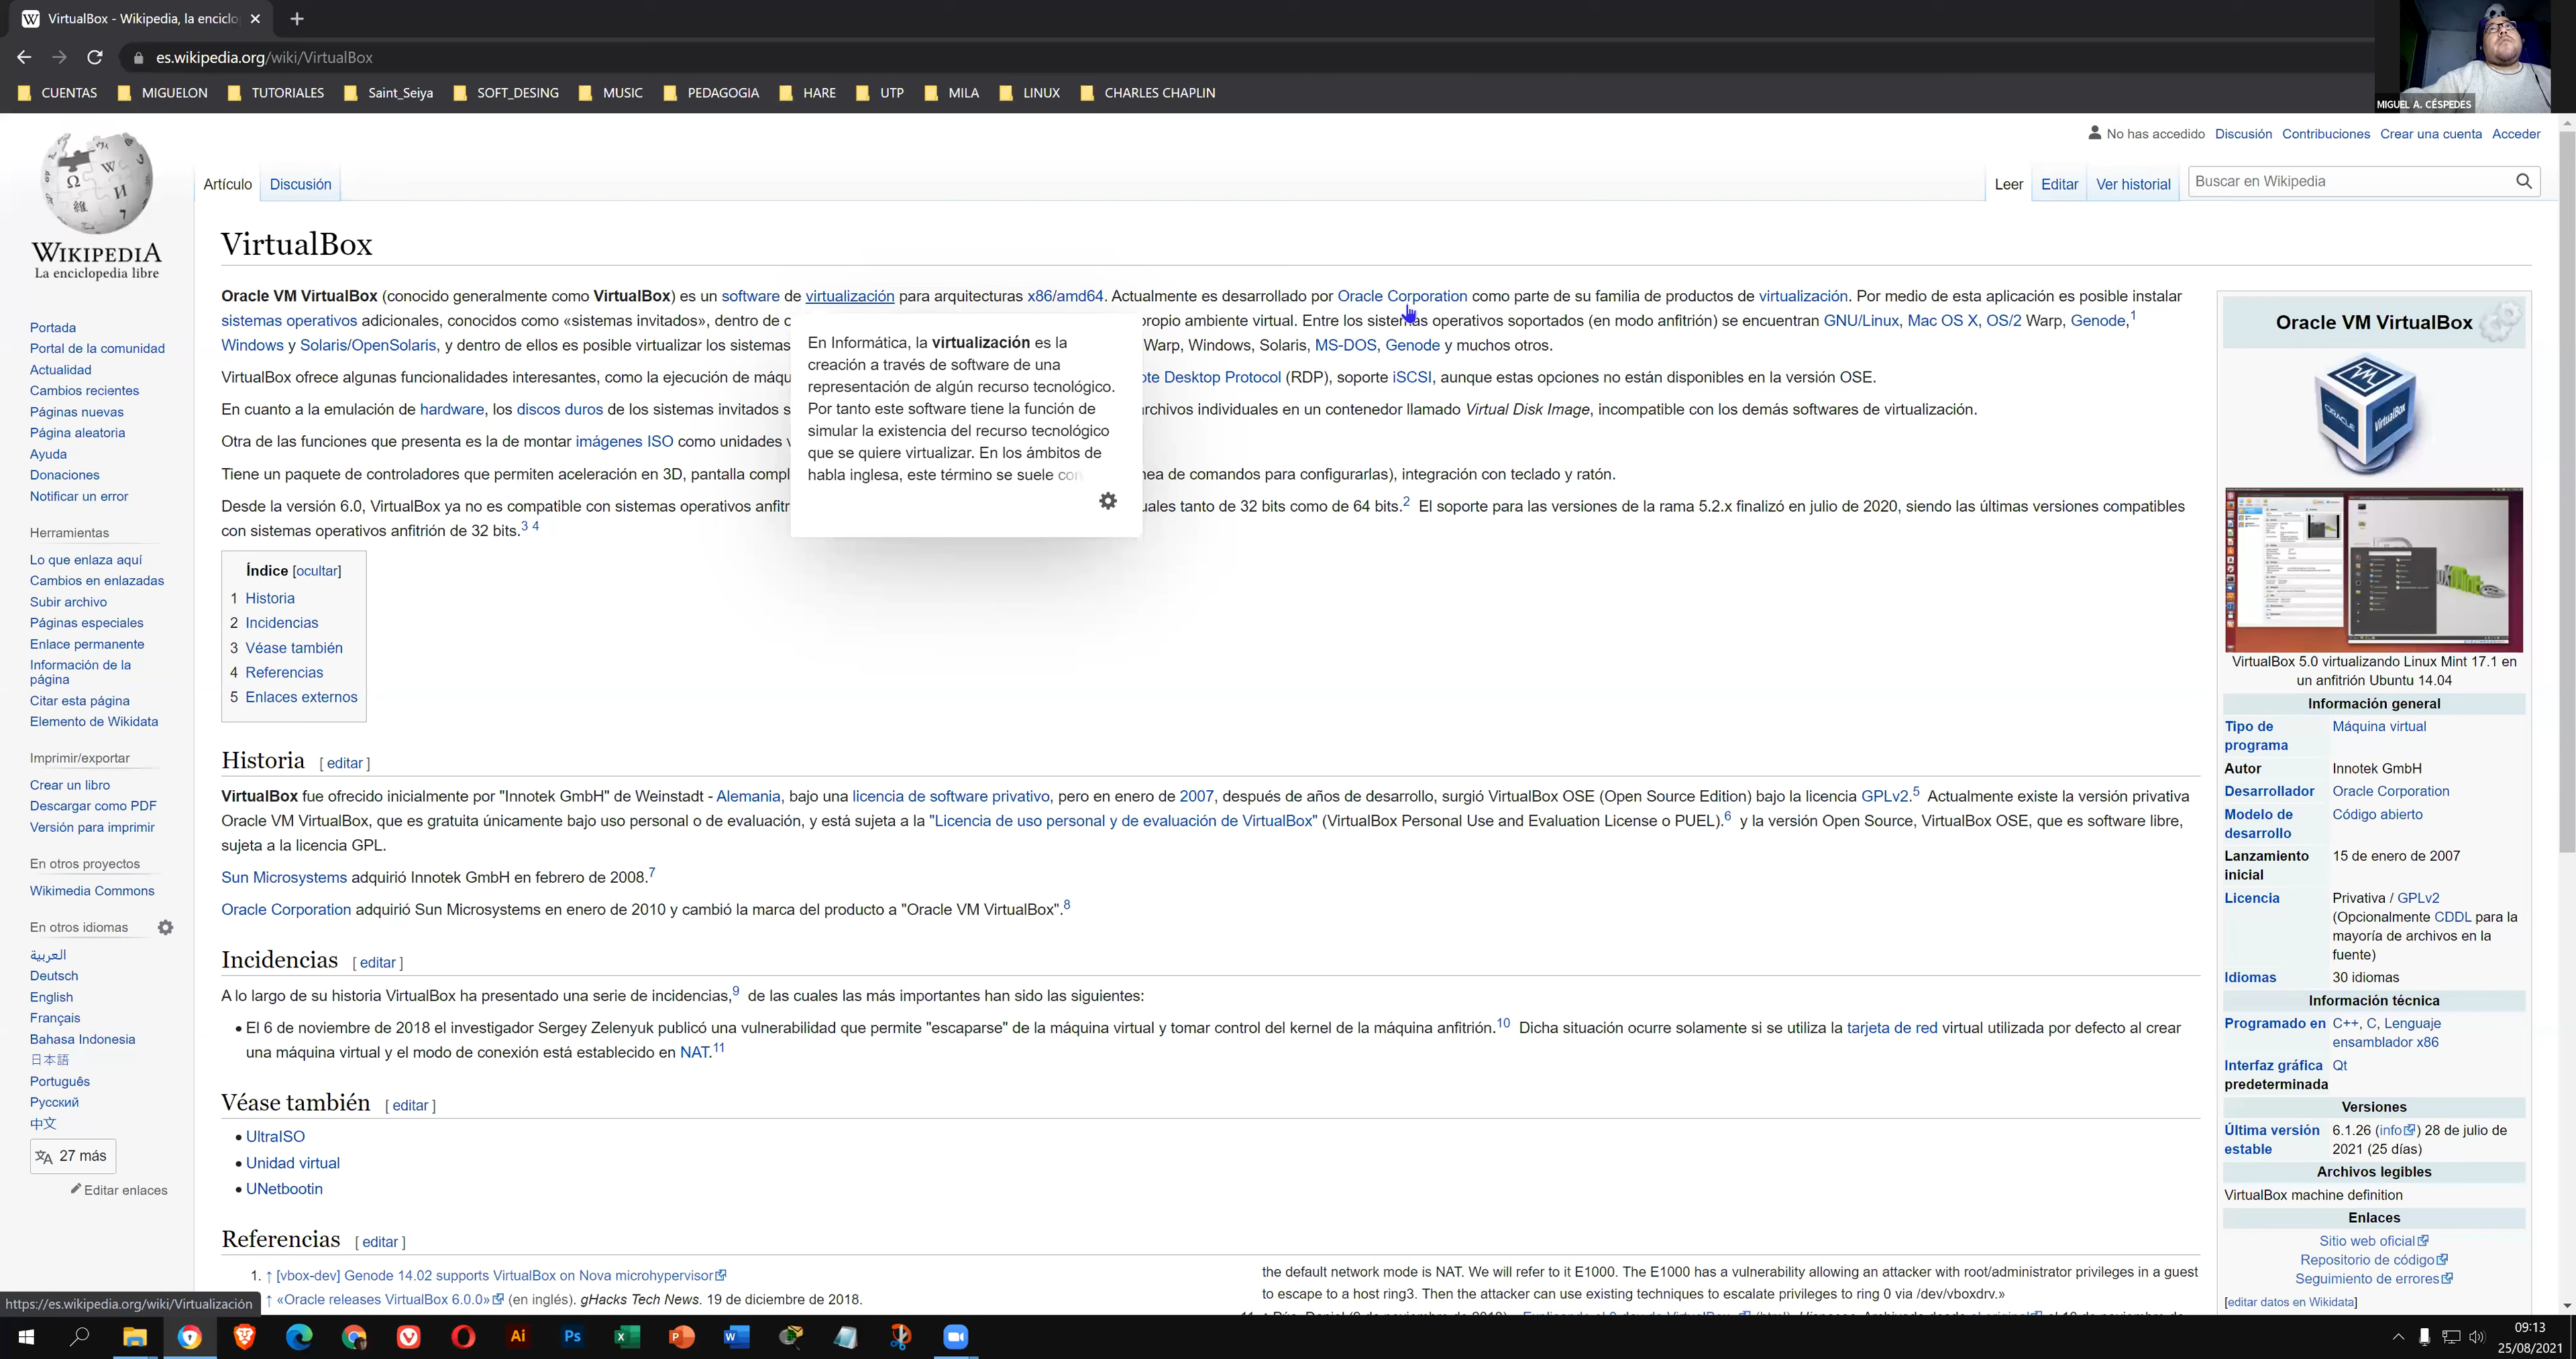 VirtualBox - Wikipedia, la enciclo
es.wikipedia.org/wiki/VirtualBox
CUENTAS MIGUELON TUTORIALES Saint_Seiya SOFT_DESING MUSIC PEDAGOGIA HARE UTP MILA LINUX CHARLES CHAPLIN
MIGUEL A. CÉSPEDES
No has accedido Discusión Contribuciones Crear una cuenta Acceder
Artículo Discusión Leer Editar Ver historial Buscar en Wikipedia
WIKIPEDIA
La enciclopedia libre
Portada
Portal de la comunidad
Actualidad
Cambios recientes
Páginas nuevas
Página aleatoria
Ayuda
Donaciones
Notificar un error
Herramientas
Lo que enlaza aquí
Cambios en enlazadas
Subir archivo
Páginas especiales
Enlace permanente
Información de la
página
Citar esta página
Elemento de Wikidata
Imprimir/exportar
Crear un libro
Descargar como PDF
Versión para imprimir
En otros proyectos
Wikimedia Commons
En otros idiomas
العربية
Deutsch
English
Français
Bahasa Indonesia
日本語
Português
Русский
中文
27 más
Editar enlaces
VirtualBox
Oracle VM VirtualBox (conocido generalmente como VirtualBox) es un software de virtualización para arquitecturas x86/amd64. Actualmente es desarrollado por Oracle Corporation como parte de su familia de productos de virtualización. Por medio de esta aplicación es posible instalar
sistemas operativos adicionales, conocidos como «sistemas invitados», dentro de ropio ambiente virtual. Entre los sistemas operativos soportados (en modo anfitrión) se encuentran GNU/Linux, Mac OS X, OS/2 Warp, Genode,1
Windows y Solaris/OpenSolaris, y dentro de ellos es posible virtualizar los sistemas Warp, Windows, Solaris, MS-DOS, Genode y muchos otros.
VirtualBox ofrece algunas funcionalidades interesantes, como la ejecución de máqu ote Desktop Protocol (RDP), soporte iSCSI, aunque estas opciones no están disponibles en la versión OSE.
En cuanto a la emulación de hardware, los discos duros de los sistemas invitados s rchivos individuales en un contenedor llamado Virtual Disk Image, incompatible con los demás softwares de virtualización.
Otra de las funciones que presenta es la de montar imágenes ISO como unidades v
Tiene un paquete de controladores que permiten aceleración en 3D, pantalla compl nea de comandos para configurarlas), integración con teclado y ratón.
Desde la versión 6.0, VirtualBox ya no es compatible con sistemas operativos anfitr uales tanto de 32 bits como de 64 bits.2 El soporte para las versiones de la rama 5.2.x finalizó en julio de 2020, siendo las últimas versiones compatibles
con sistemas operativos anfitrión de 32 bits.3 4
En Informática, la virtualización es la
creación a través de software de una
representación de algún recurso tecnológico.
Por tanto este software tiene la función de
simular la existencia del recurso tecnológico
que se quiere virtualizar. En los ámbitos de
habla inglesa, este término se suele con
Índice [ocultar]
1 Historia
2 Incidencias
3 Véase también
4 Referencias
5 Enlaces externos
Historia [ editar ]
VirtualBox fue ofrecido inicialmente por "Innotek GmbH" de Weinstadt - Alemania, bajo una licencia de software privativo, pero en enero de 2007, después de años de desarrollo, surgió VirtualBox OSE (Open Source Edition) bajo la licencia GPLv2.5 Actualmente existe la versión privativa
Oracle VM VirtualBox, que es gratuita únicamente bajo uso personal o de evaluación, y está sujeta a la "Licencia de uso personal y de evaluación de VirtualBox" (VirtualBox Personal Use and Evaluation License o PUEL).6 y la versión Open Source, VirtualBox OSE, que es software libre,
sujeta a la licencia GPL.
Sun Microsystems adquirió Innotek GmbH en febrero de 2008.7
Oracle Corporation adquirió Sun Microsystems en enero de 2010 y cambió la marca del producto a "Oracle VM VirtualBox".8
Incidencias [ editar ]
A lo largo de su historia VirtualBox ha presentado una serie de incidencias,9 de las cuales las más importantes han sido las siguientes:
• El 6 de noviembre de 2018 el investigador Sergey Zelenyuk publicó una vulnerabilidad que permite "escaparse" de la máquina virtual y tomar control del kernel de la máquina anfitrión.10 Dicha situación ocurre solamente si se utiliza la tarjeta de red virtual utilizada por defecto al crear
una máquina virtual y el modo de conexión está establecido en NAT.11
Véase también [ editar ]
• UltraISO
• Unidad virtual
• UNetbootin
Referencias [ editar ]
1. ↑ [vbox-dev] Genode 14.02 supports VirtualBox on Nova microhypervisor
↑ «Oracle releases VirtualBox 6.0.0» (en inglés). gHacks Tech News. 19 de diciembre de 2018.
the default network mode is NAT. We will refer to it E1000. The E1000 has a vulnerability allowing an attacker with root/administrator privileges in a guest
to escape to a host ring3. Then the attacker can use existing techniques to escalate privileges to ring 0 via /dev/vboxdrv.»
Oracle VM VirtualBox
ORACLE VirtualBox
VirtualBox 5.0 virtualizando Linux Mint 17.1 en
un anfitrión Ubuntu 14.04
Información general
Tipo de Máquina virtual
programa
Autor Innotek GmbH
Desarrollador Oracle Corporation
Modelo de Código abierto
desarrollo
Lanzamiento 15 de enero de 2007
inicial
Licencia Privativa / GPLv2
(Opcionalmente CDDL para la
mayoría de archivos en la
fuente)
Idiomas 30 idiomas
Información técnica
Programado en C++, C, Lenguaje
ensamblador x86
Interfaz gráfica Qt
predeterminada
Versiones
Última versión 6.1.26 (info) 28 de julio de
estable 2021 (25 días)
Archivos legibles
VirtualBox machine definition
Enlaces
Sitio web oficial
Repositorio de código
Seguimiento de errores
[editar datos en Wikidata]
https://es.wikipedia.org/wiki/Virtualización
09:13
25/08/2021